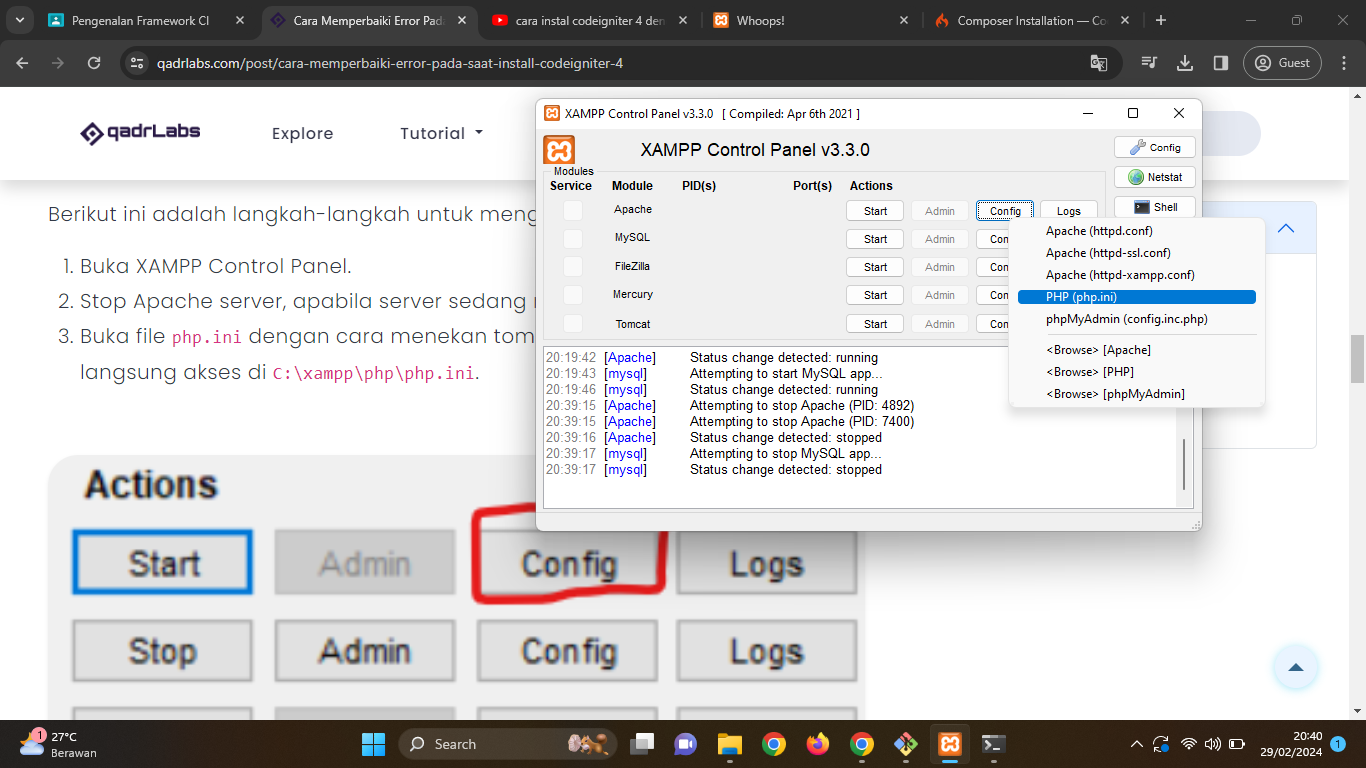 Pengenalan Framework CI
Cara Memperbaiki Error Pada
cara instal codeigniter 4 den
Whoops!
Composer Installation — Co
qadrlabs.com/post/cara-memperbaiki-error-pada-saat-install-codeigniter-4
Guest
qadrLabs
Explore
Tutorial
Berikut ini adalah langkah-langkah untuk meng
1. Buka XAMPP Control Panel.
2. Stop Apache server, apabila server sedang
3. Buka file php.ini dengan cara menekan tom
langsung akses di C:\xampp\php\php.ini.
Actions
Start Admin Config Logs
Stop Admin Config Logs
XAMPP Control Panel v3.3.0 [ Compiled: Apr 6th 2021 ]
XAMPP Control Panel v3.3.0
Config
Netstat
Shell
Modules
Service Module PID(s) Port(s) Actions
Apache Start Admin Config Logs
MySQL Start Admin Con
FileZilla Start Admin Con
Mercury Start Admin Con
Tomcat Start Admin Con
Apache (httpd.conf)
Apache (httpd-ssl.conf)
Apache (httpd-xampp.conf)
PHP (php.ini)
phpMyAdmin (config.inc.php)
<Browse> [Apache]
<Browse> [PHP]
<Browse> [phpMyAdmin]
20:19:42 [Apache] Status change detected: running
20:19:43 [mysql] Attempting to start MySQL app...
20:19:46 [mysql] Status change detected: running
20:39:15 [Apache] Attempting to stop Apache (PID: 4892)
20:39:15 [Apache] Attempting to stop Apache (PID: 7400)
20:39:16 [Apache] Status change detected: stopped
20:39:17 [mysql] Attempting to stop MySQL app...
20:39:17 [mysql] Status change detected: stopped
1
27°C
Berawan
Search
20:40
29/02/2024
1